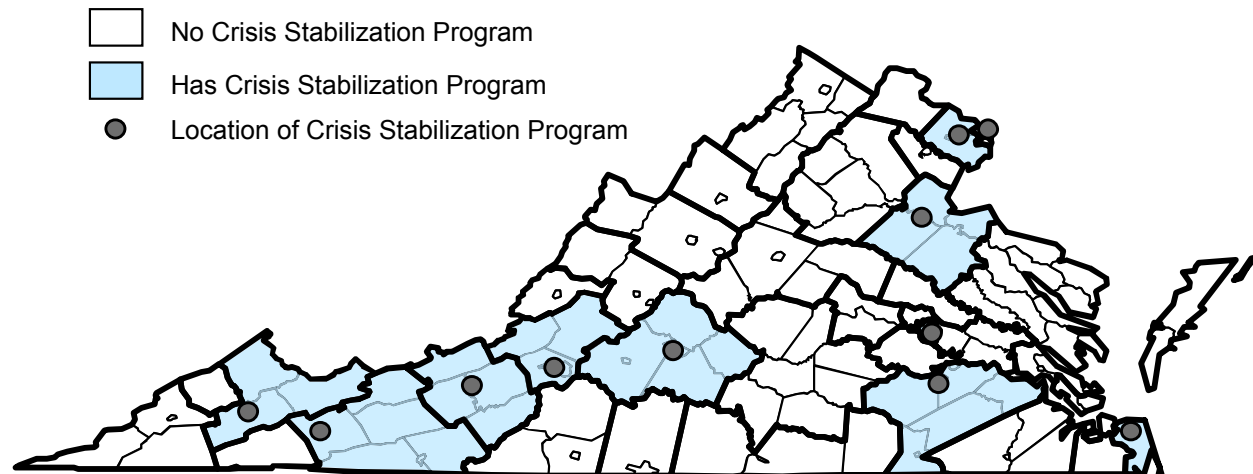 No Crisis Stabilization Program
Has Crisis Stabilization Program
Location of Crisis Stabilization Program